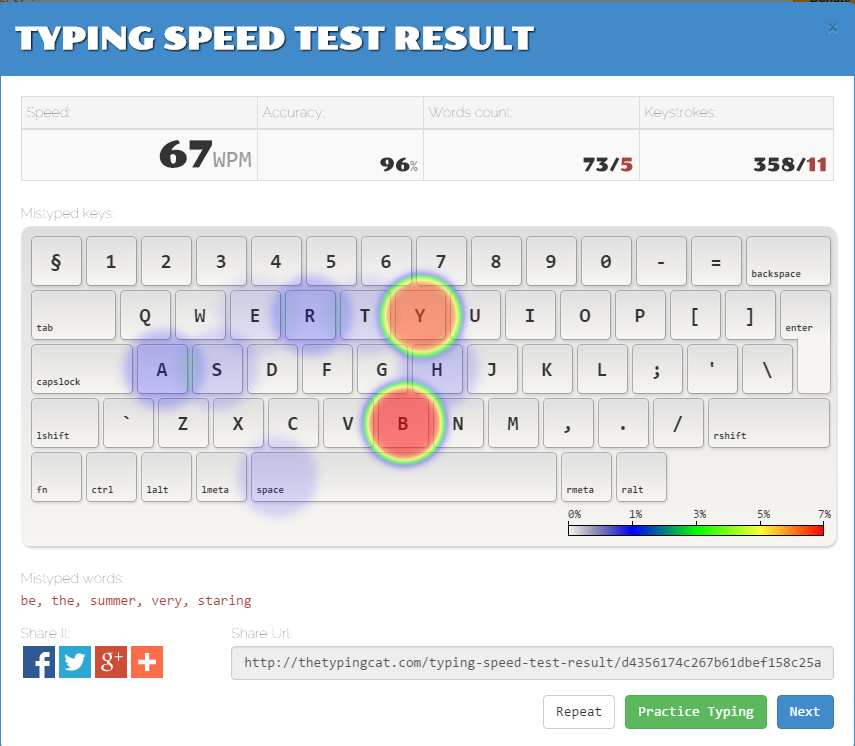 Donate
TYPING SPEED TEST RESULT ×
Speed: Accuracy: Words count: Keystrokes:
67WPM 96% 73/5 358/11
Mistyped keys:
§ 1 2 3 4 5 6 7 8 9 0 - = backspace
tab Q W E R T Y U I O P [ ] enter
capslock A S D F G H J K L ; ' \
lshift ` Z X C V B N M , . / rshift
fn ctrl lalt lmeta space rmeta ralt
0% 1% 3% 5% 7%
Mistyped words:
be, the, summer, very, staring
Share It: Share Url:
f g+ http://thetypingcat.com/typing-speed-test-result/d4356174c267b61dbef158c25a
Repeat Practice Typing Next